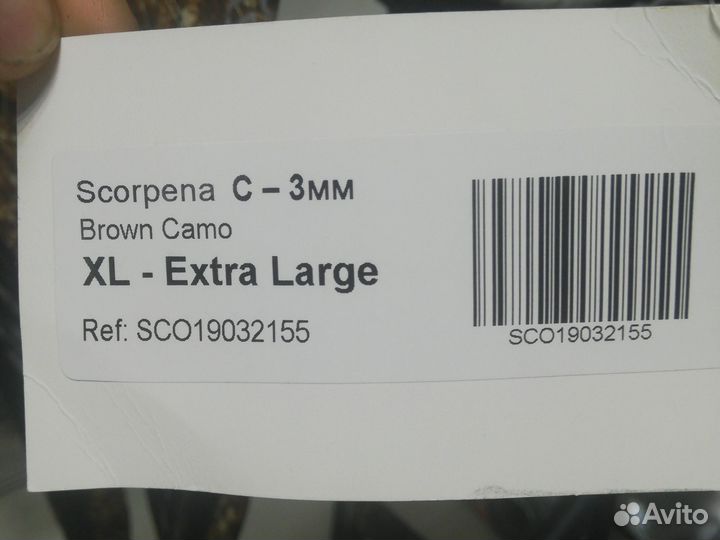 Scorpena C – 3мм
Brown Camo
XL - Extra Large
Ref: SCO19032155
SCO19032155
Avito